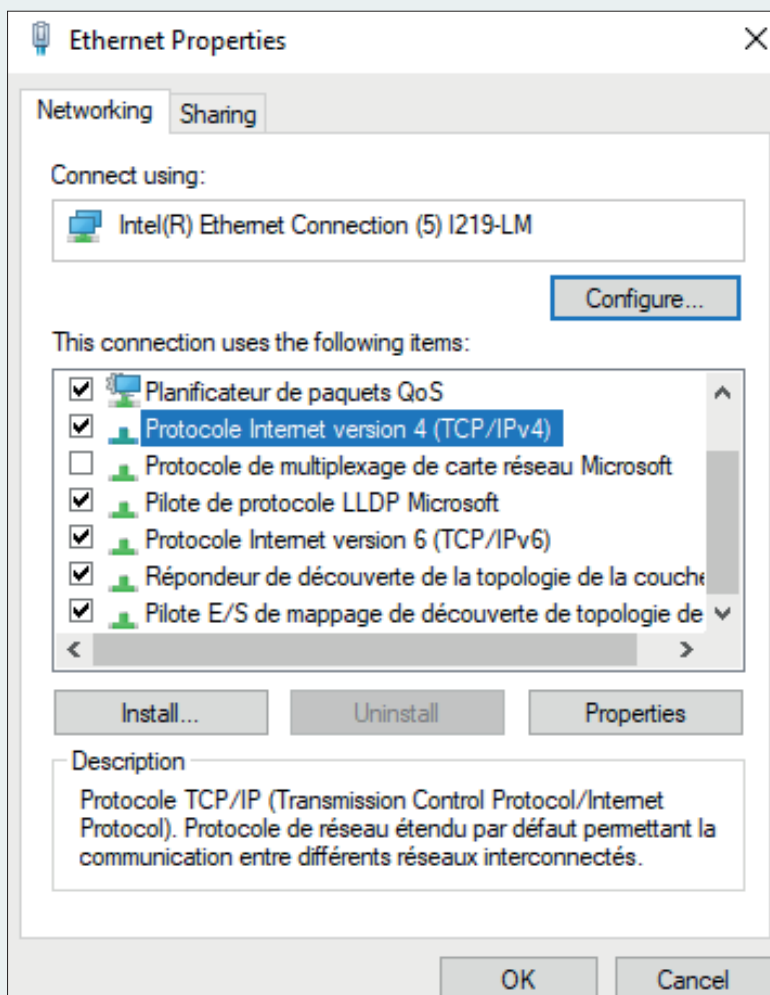 Ethernet Properties
Networking
Sharing
Connect using:
Intel(R) Ethernet Connection (5) I219-LM
Configure...
This connection uses the following items:
Planificateur de paquets QoS
Protocole Internet version 4 (TCP/IPv4)
Protocole de multiplexage de carte réseau Microsoft
Pilote de protocole LLDP Microsoft
Protocole Internet version 6 (TCP/IPv6)
Répondeur de découverte de la topologie de la couche
Pilote E/S de mappage de découverte de topologie de
Install...
Uninstall
Properties
Description
Protocole TCP/IP (Transmission Control Protocol/Internet
Protocol). Protocole de réseau étendu par défaut permettant la
communication entre différents réseaux interconnectés.
OK
Cancel